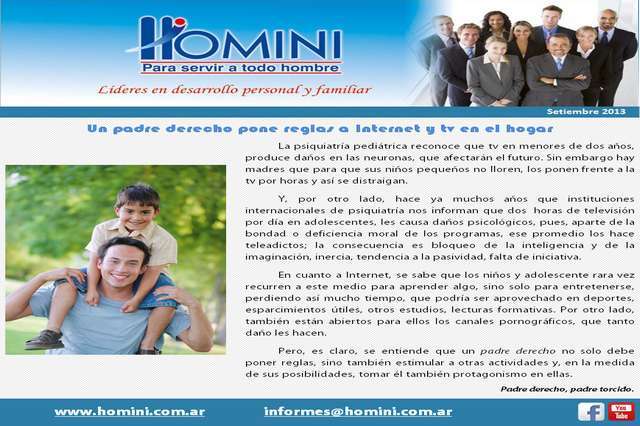 HOMINI
Para servir a todo hombre
Líderes en desarrollo personal y familiar
Setiembre 2013
Un padre derecho pone reglas a Internet y tv en el hogar
La psiquiatría pediátrica reconoce que tv en menores de dos años,
produce daños en las neuronas, que afectarán el futuro. Sin embargo hay
madres que para que sus niños pequeños no lloren, los ponen frente a la
tv por horas y así se distraigan.
Y, por otro lado, hace ya muchos años que instituciones
internacionales de psiquiatría nos informan que dos horas de televisión
por día en adolescentes, les causa daños psicológicos, pues, aparte de la
bondad o deficiencia moral de los programas, ese promedio los hace
teleadictos; la consecuencia es bloqueo de la inteligencia y de la
imaginación, inercia, tendencia a la pasividad, falta de iniciativa.
En cuanto a Internet, se sabe que los niños y adolescente rara vez
recurren a este medio para aprender algo, sino solo para entretenerse,
perdiendo así mucho tiempo, que podría ser aprovechado en deportes,
esparcimientos útiles, otros estudios, lecturas formativas. Por otro lado,
también están abiertos para ellos los canales pornográficos, que tanto
daño les hacen.
Pero, es claro, se entiende que un padre derecho no solo debe
poner reglas, sino también estimular a otras actividades y, en la medida
de sus posibilidades, tomar él también protagonismo en ellas.
Padre derecho, padre torcido.
www.homini.com.ar informes@homini.com.ar f You Tube